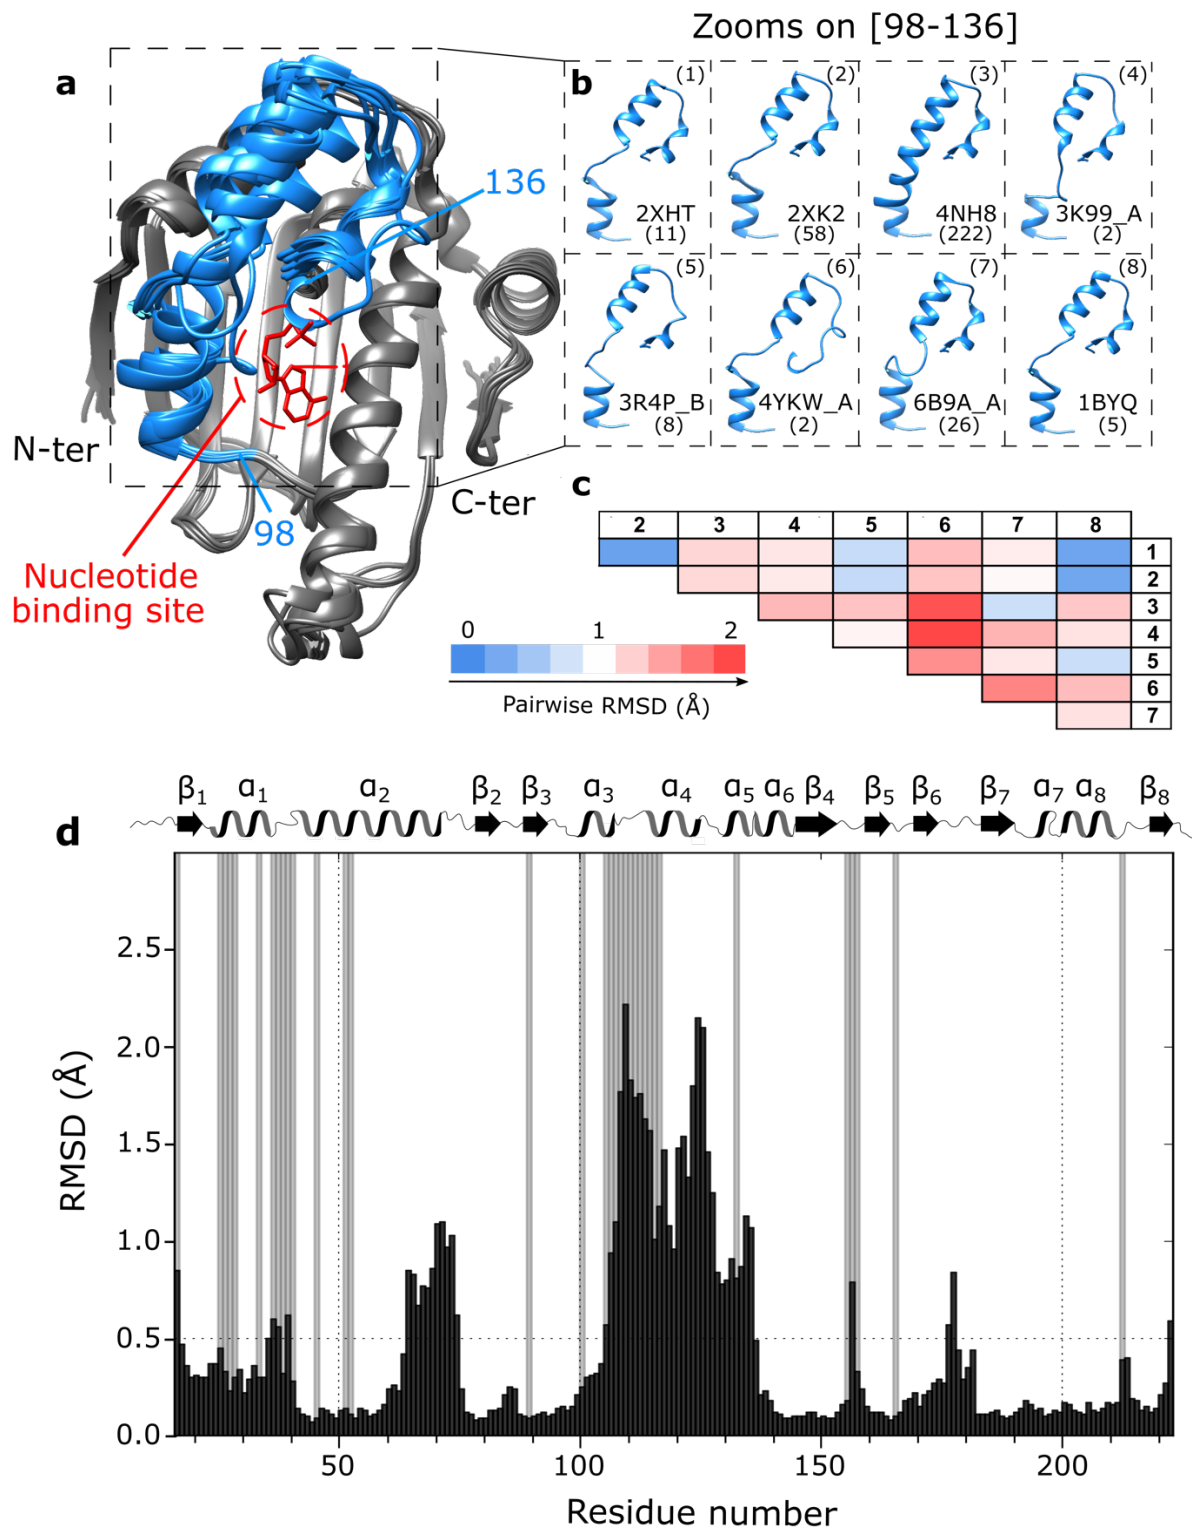 Zooms on [98-136]
a
136
N-ter
98
C-ter
Nucleotide
binding site
b
(1)
2XHT
(11)
(2)
2XK2
(58)
(3)
4NH8
(222)
(4)
3K99_A
(2)
(5)
3R4P_B
(8)
(6)
4YKW_A
(2)
(7)
6B9A_A
(26)
(8)
1BYQ
(5)
c
2 3 4 5 6 7 8
1
2
3
4
5
6
7
0 1 2
Pairwise RMSD (Å)
β1 α1 α2 β2 β3 α3 α4 α5 α6 β4 β5 β6 β7 α7 α8 β8
d
2.5
2.0
1.5
1.0
0.5
0.0
RMSD (Å)
50 100 150 200
Residue number